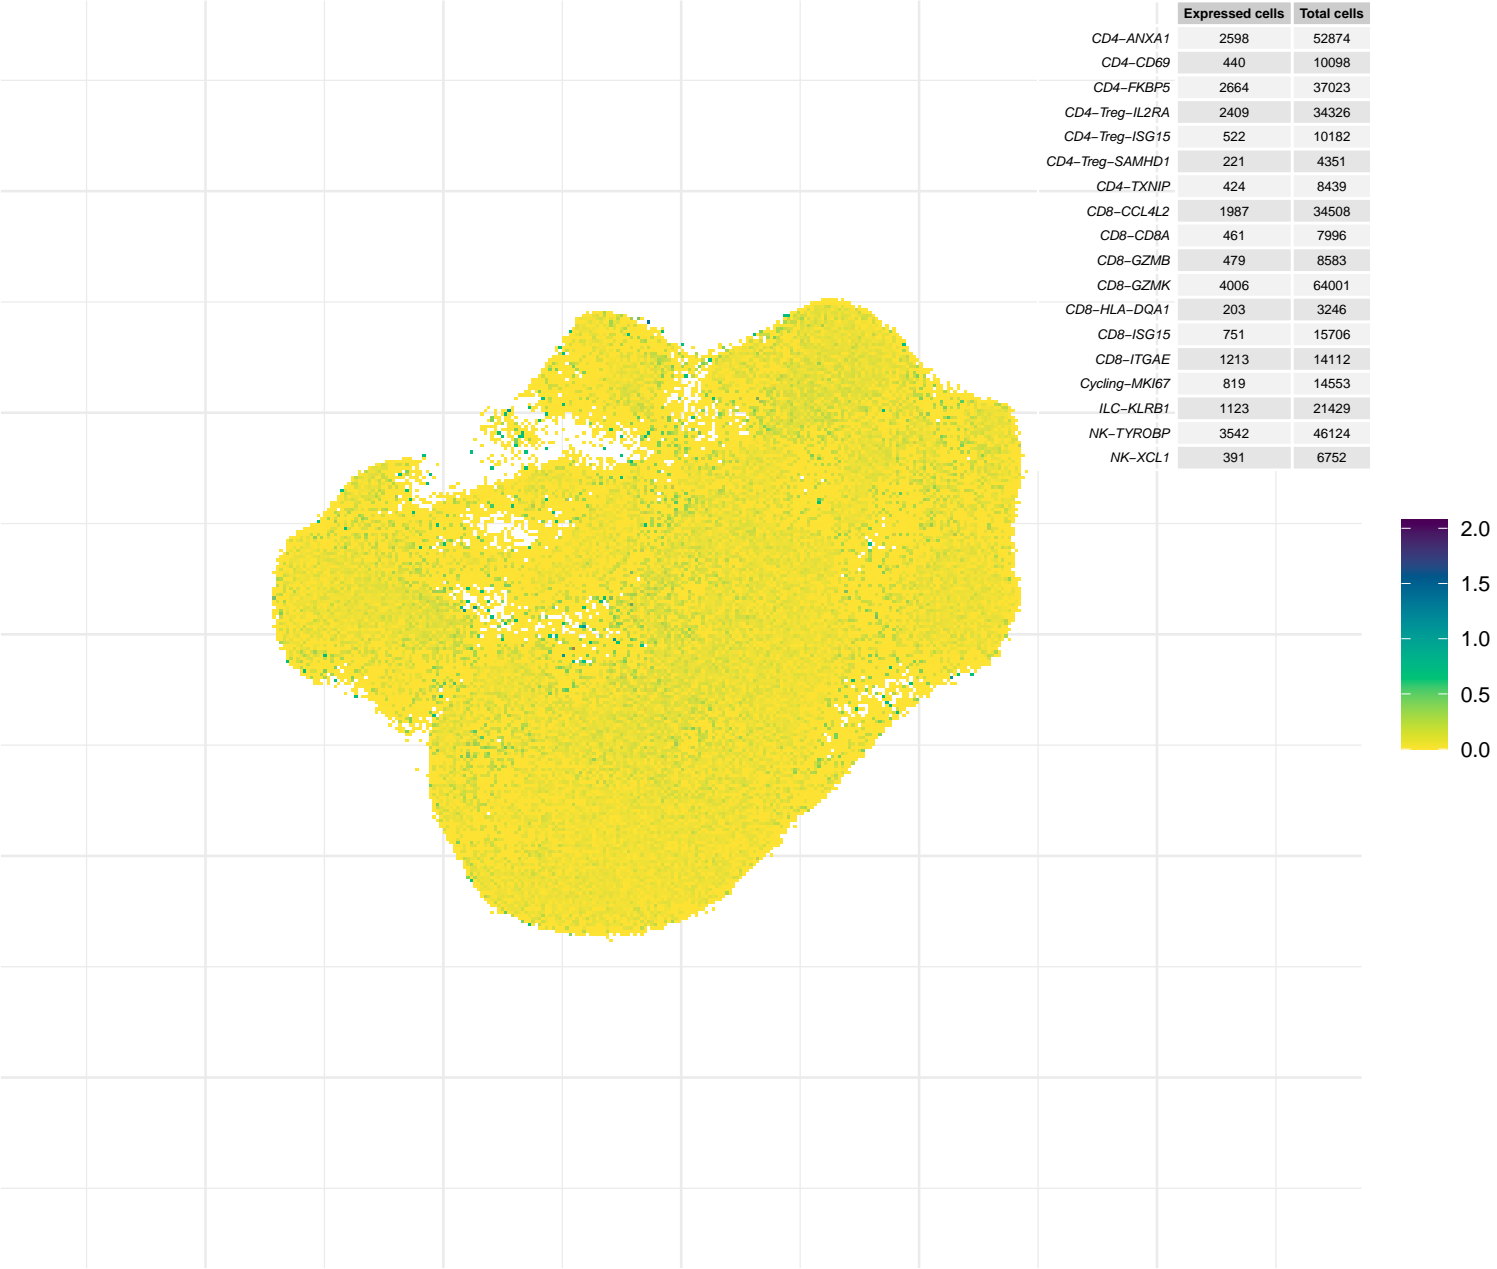 Expressed cells Total cells
CD4−ANXA1 2598 52874
CD4−CD69 440 10098
CD4−FKBP5 2664 37023
CD4−Treg−IL2RA 2409 34326
CD4−Treg−ISG15 522 10182
CD4−Treg−SAMHD1 221 4351
CD4−TXNIP 424 8439
CD8−CCL4L2 1987 34508
CD8−CD8A 461 7996
CD8−GZMB 479 8583
CD8−GZMK 4006 64001
CD8−HLA−DQA1 203 3246
CD8−ISG15 751 15706
CD8−ITGAE 1213 14112
Cycling−MKI67 819 14553
ILC−KLRB1 1123 21429
NK−TYROBP 3542 46124
NK−XCL1 391 6752
2.0
1.5
1.0
0.5
0.0